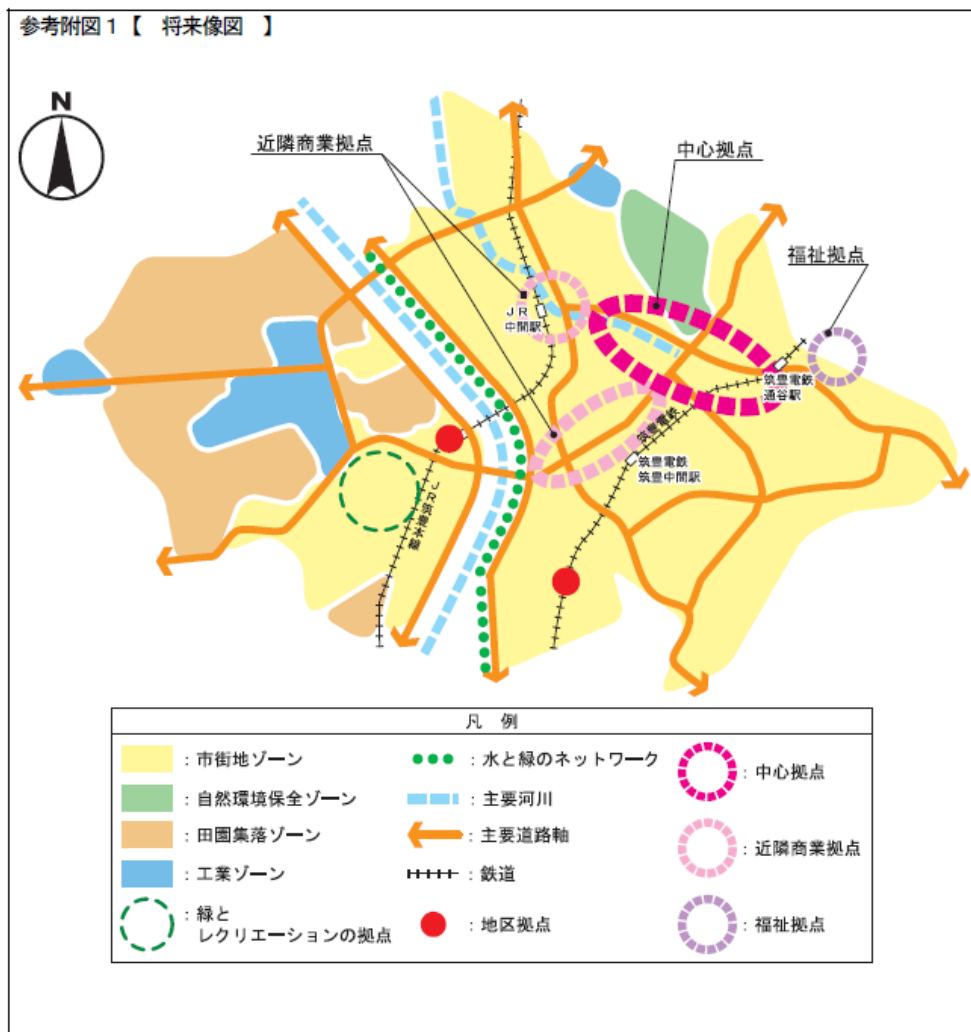 参考附図1【 将来像図 】
N
近隣商業拠点
中心拠点
福祉拠点
JR
中間駅
筑豊電鉄
通谷駅
筑豊電鉄
筑豊電鉄
筑豊中間駅
JR筑豊本線
凡 例
:市街地ゾーン
:自然環境保全ゾーン
:田園集落ゾーン
:工業ゾーン
:緑と
レクリエーションの拠点
:水と緑のネットワーク
:主要河川
:主要道路軸
:鉄道
:地区拠点
:中心拠点
:近隣商業拠点
:福祉拠点